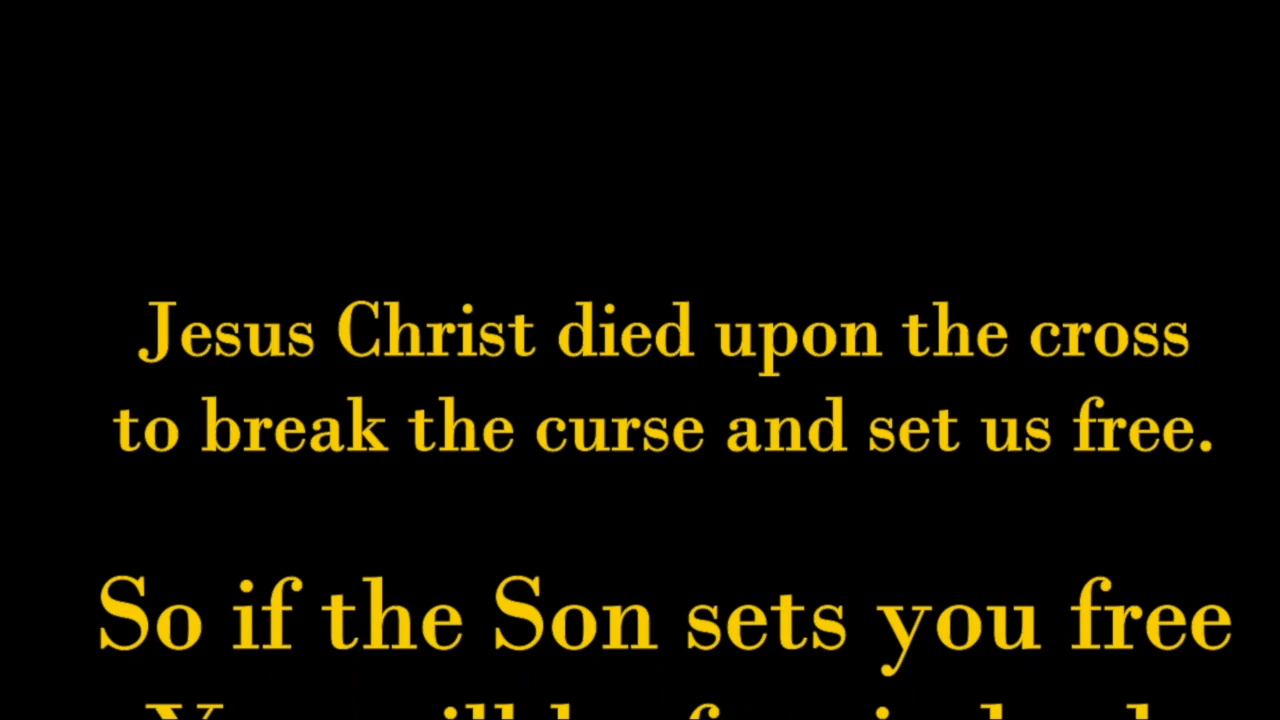 Jesus Christ died upon the cross
to break the curse and set us free.
So if the Son sets you free